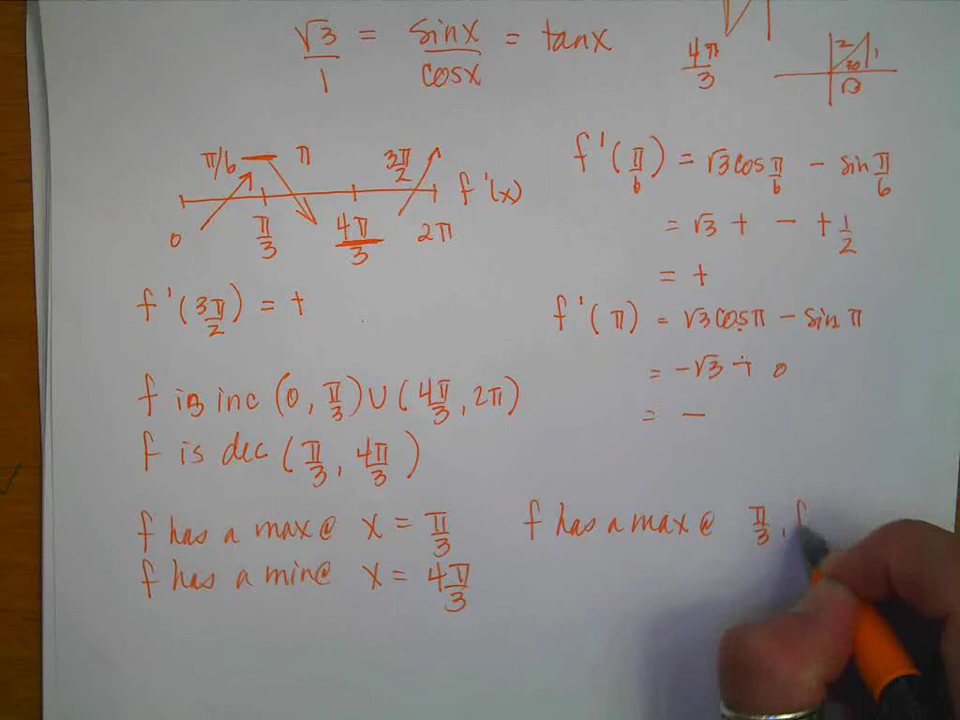 √3/1 = sinx/cosx = tanx
4π/3
2 1
30
√3
π/6 π 3π/2 f'(x)
0 π/3 4π/3 2π
f'(π/6) = √3cosπ/6 − sinπ/6
= √3 + − + 1/2
= +
f'(3π/2) = +
f'(π) = √3cosπ − sinπ
= −√3 + 0
= −
f is inc (0, π/3) ∪ (4π/3, 2π)
f is dec (π/3, 4π/3)
f has a max @ x = π/3
f has a min @ x = 4π/3
f has a max @ π/3, f